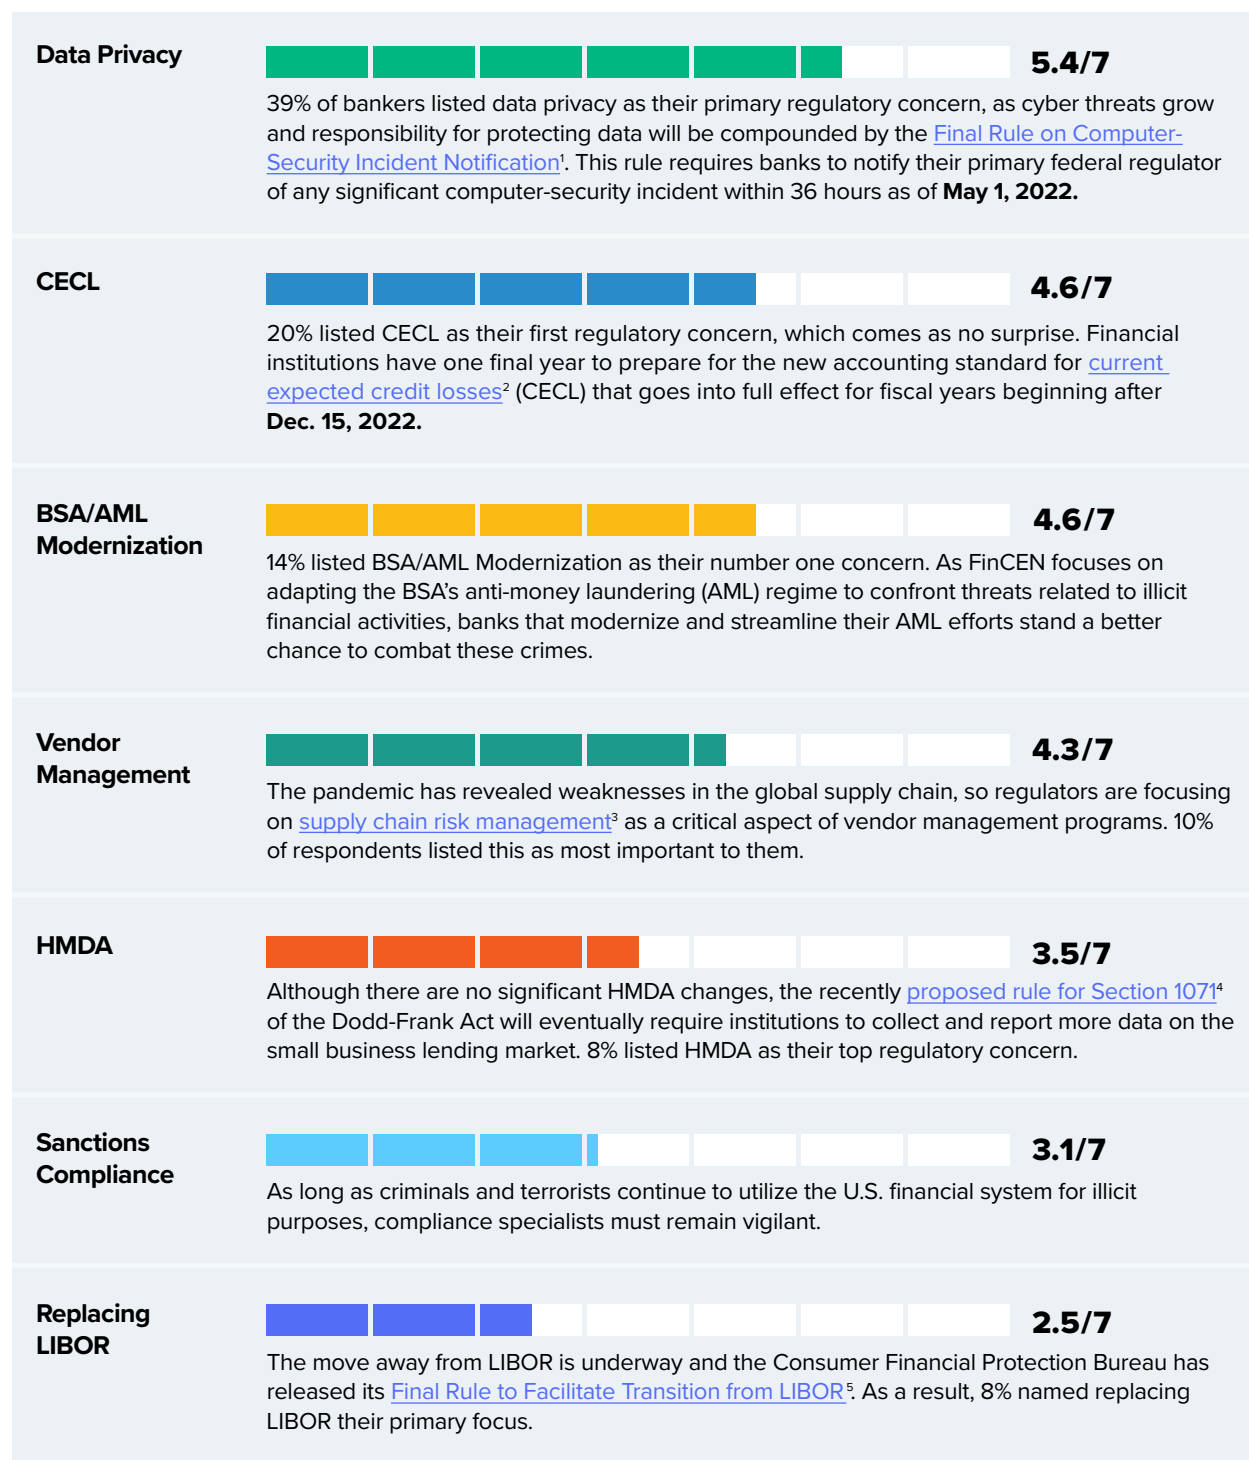 Data Privacy
5.4/7
39% of bankers listed data privacy as their primary regulatory concern, as cyber threats grow
and responsibility for protecting data will be compounded by the Final Rule on Computer-
Security Incident Notification¹. This rule requires banks to notify their primary federal regulator
of any significant computer-security incident within 36 hours as of May 1, 2022.
CECL
4.6/7
20% listed CECL as their first regulatory concern, which comes as no surprise. Financial
institutions have one final year to prepare for the new accounting standard for current
expected credit losses² (CECL) that goes into full effect for fiscal years beginning after
Dec. 15, 2022.
BSA/AML
Modernization
4.6/7
14% listed BSA/AML Modernization as their number one concern. As FinCEN focuses on
adapting the BSA's anti-money laundering (AML) regime to confront threats related to illicit
financial activities, banks that modernize and streamline their AML efforts stand a better
chance to combat these crimes.
Vendor
Management
4.3/7
The pandemic has revealed weaknesses in the global supply chain, so regulators are focusing
on supply chain risk management³ as a critical aspect of vendor management programs. 10%
of respondents listed this as most important to them.
HMDA
3.5/7
Although there are no significant HMDA changes, the recently proposed rule for Section 1071⁴
of the Dodd-Frank Act will eventually require institutions to collect and report more data on the
small business lending market. 8% listed HMDA as their top regulatory concern.
Sanctions
Compliance
3.1/7
As long as criminals and terrorists continue to utilize the U.S. financial system for illicit
purposes, compliance specialists must remain vigilant.
Replacing
LIBOR
2.5/7
The move away from LIBOR is underway and the Consumer Financial Protection Bureau has
released its Final Rule to Facilitate Transition from LIBOR⁵. As a result, 8% named replacing
LIBOR their primary focus.